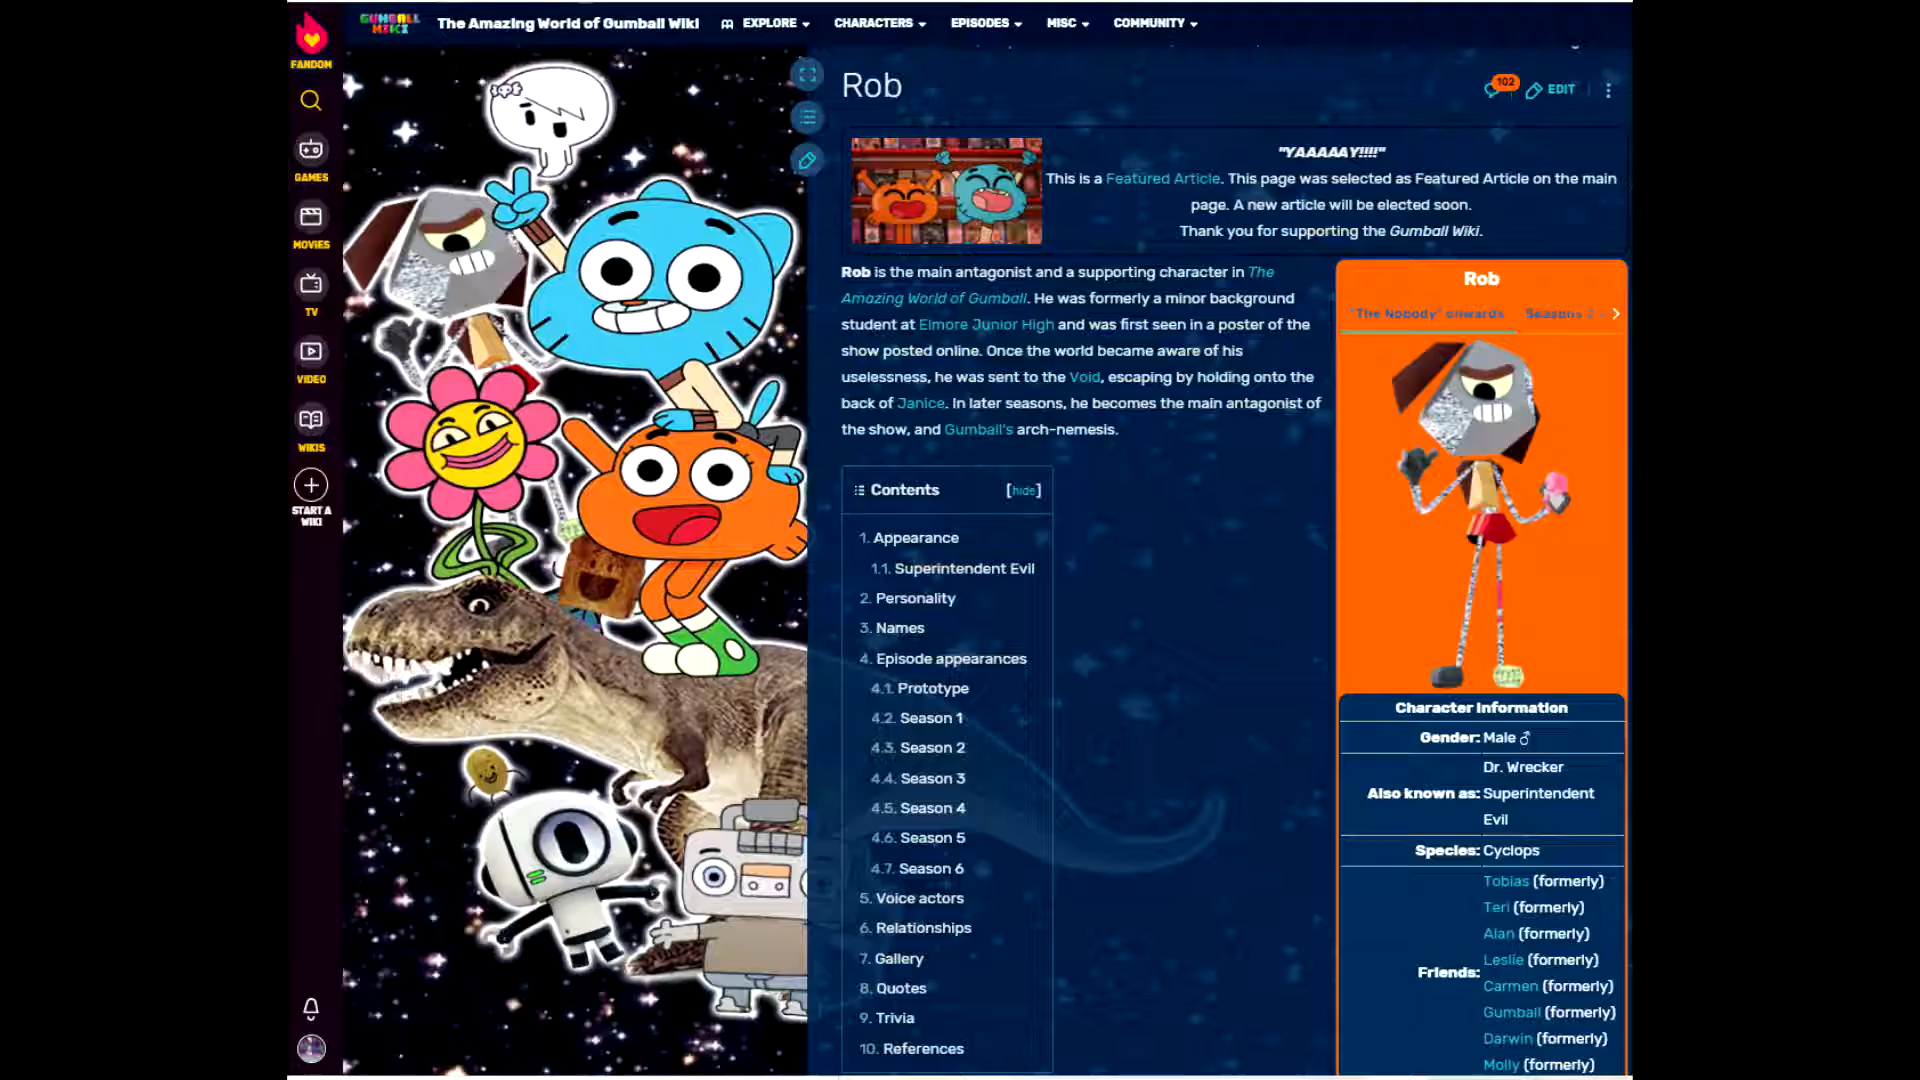 GUMBALL WIKI
The Amazing World of Gumball Wiki
EXPLORE
CHARACTERS
EPISODES
MISC
COMMUNITY
FANDOM
GAMES
MOVIES
TV
VIDEO
WIKIS
START A
WIKI
Rob
102
EDIT
"YAAAAAY!!!!"
This is a Featured Article. This page was selected as Featured Article on the main
page. A new article will be elected soon.
Thank you for supporting the Gumball Wiki.
Rob is the main antagonist and a supporting character in The
Amazing World of Gumball. He was formerly a minor background
student at Elmore Junior High and was first seen in a poster of the
show posted online. Once the world became aware of his
uselessness, he was sent to the Void, escaping by holding onto the
back of Janice. In later seasons, he becomes the main antagonist of
the show, and Gumball's arch-nemesis.
Contents [hide]
1. Appearance
1.1. Superintendent Evil
2. Personality
3. Names
4. Episode appearances
4.1. Prototype
4.2. Season 1
4.3. Season 2
4.4. Season 3
4.5. Season 4
4.6. Season 5
4.7. Season 6
5. Voice actors
6. Relationships
7. Gallery
8. Quotes
9. Trivia
10. References
Rob
"The Nobody" onwards
Seasons 2
Character Information
Gender: Male ♂
Dr. Wrecker
Also known as: Superintendent
Evil
Species: Cyclops
Friends:
Tobias (formerly)
Teri (formerly)
Alan (formerly)
Leslie (formerly)
Carmen (formerly)
Gumball (formerly)
Darwin (formerly)
Molly (formerly)